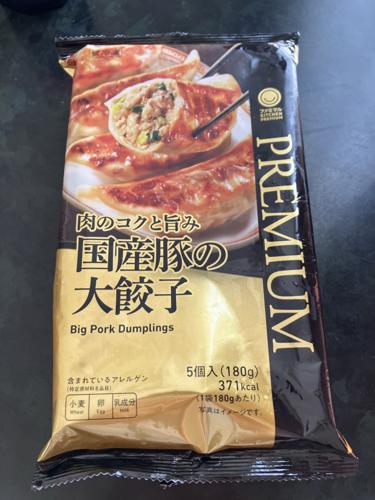 ファミマル
KITCHEN
PREMIUM
PREMIUM
肉のコクと旨み
国産豚の
大餃子
Big Pork Dumplings
5個入(180g)
371kcal
(1袋180gあたり)
写真はイメージです。
含まれているアレルゲン
(特定原材料8品目)
小麦 卵 乳成分
Wheat Egg Milk